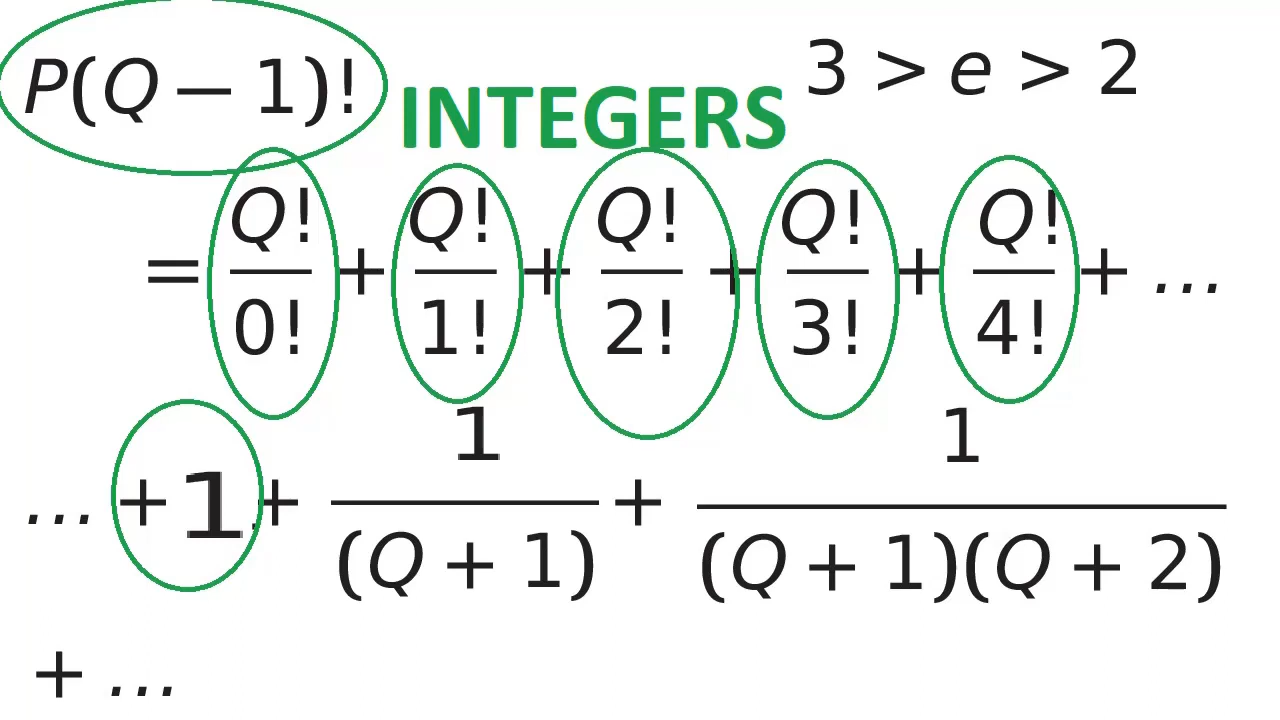 P(Q − 1)! INTEGERS 3 > e > 2
= Q!/0! + Q!/1! + Q!/2! + Q!/3! + Q!/4! + ...
... + 1 + 1/(Q + 1) + 1/((Q + 1)(Q + 2))
+ ...